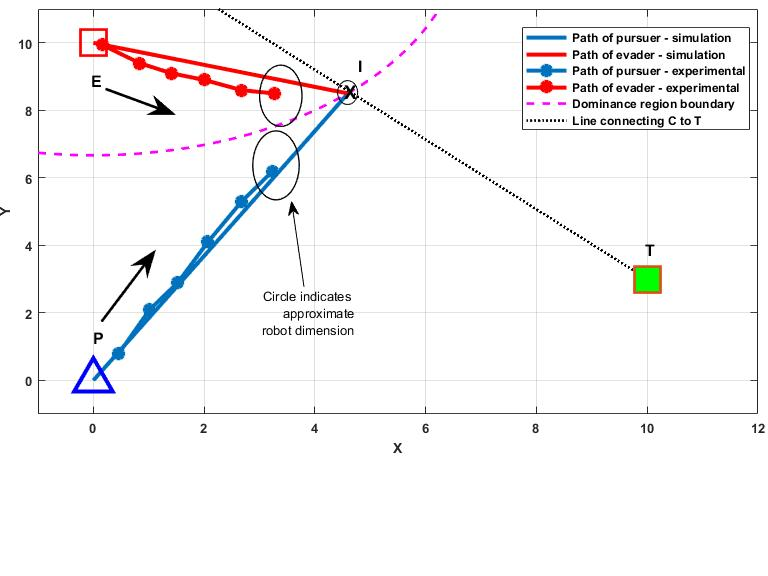 Path of pursuer - simulation
Path of evader - simulation
Path of pursuer - experimental
Path of evader - experimental
Dominance region boundary
Line connecting C to T
I
X
E
T
P
Circle indicates
approximate
robot dimension
10
8
6
4
2
0
Y
0 2 4 6 8 10 12
X